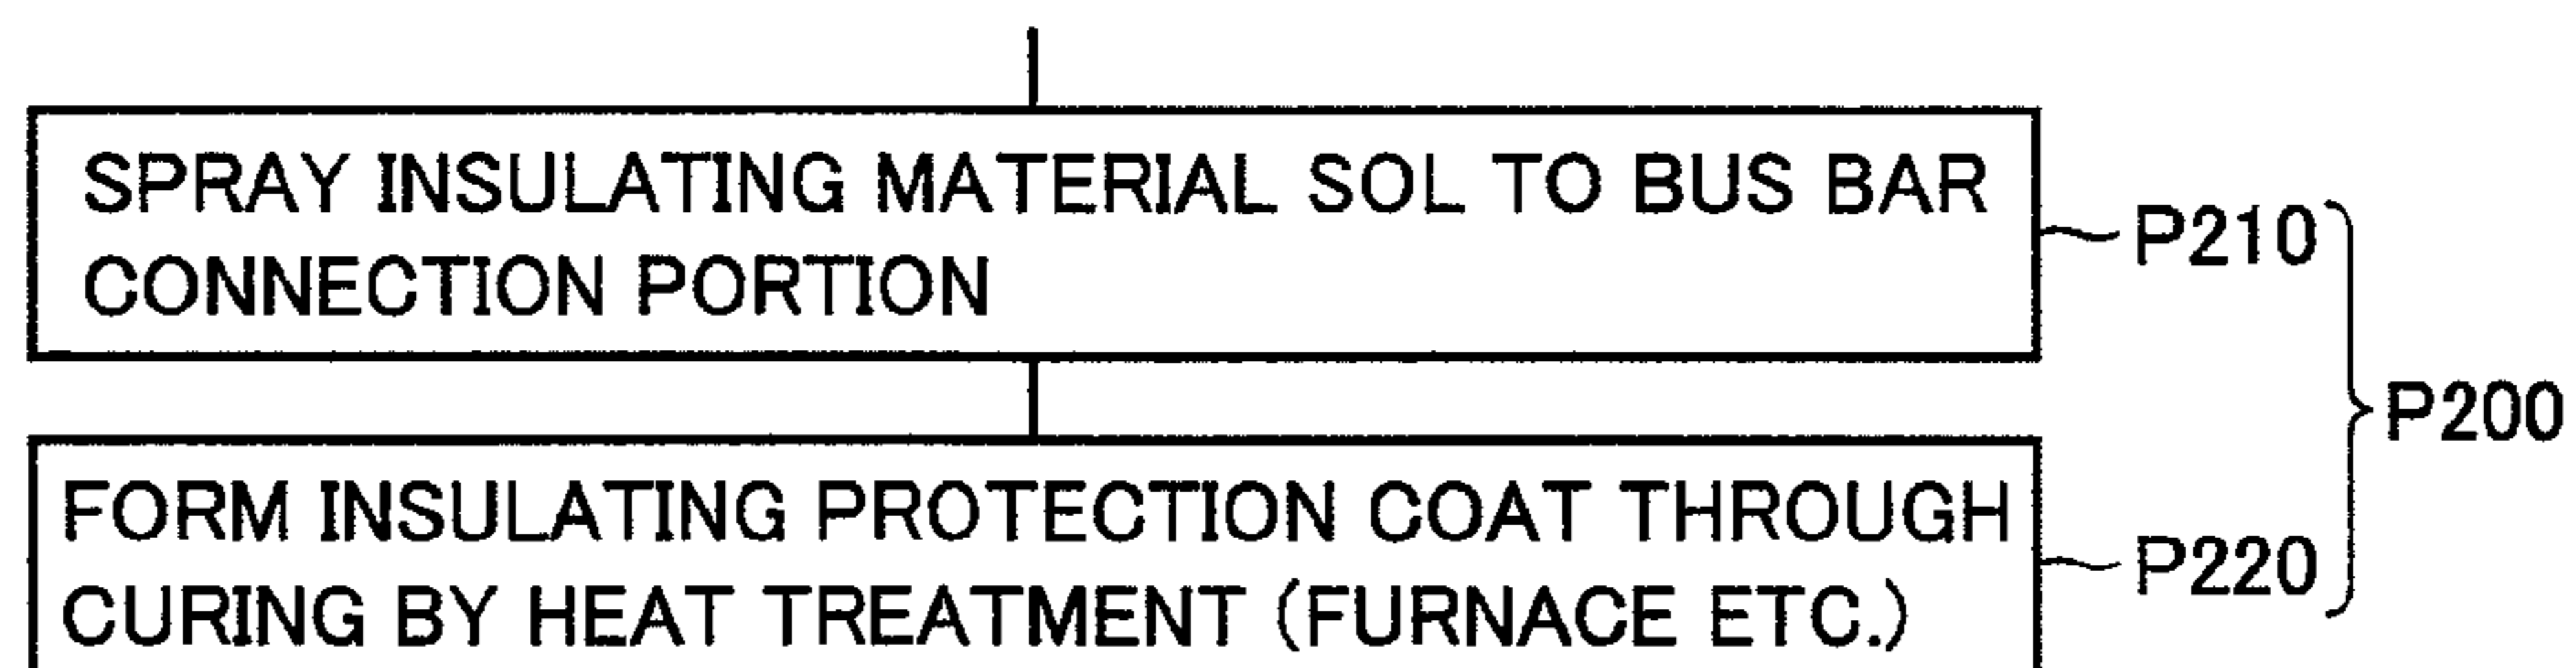 SPRAY INSULATING MATERIAL SOL TO BUS BAR
CONNECTION PORTION
P210
P200
FORM INSULATING PROTECTION COAT THROUGH
CURING BY HEAT TREATMENT (FURNACE ETC.)
P220